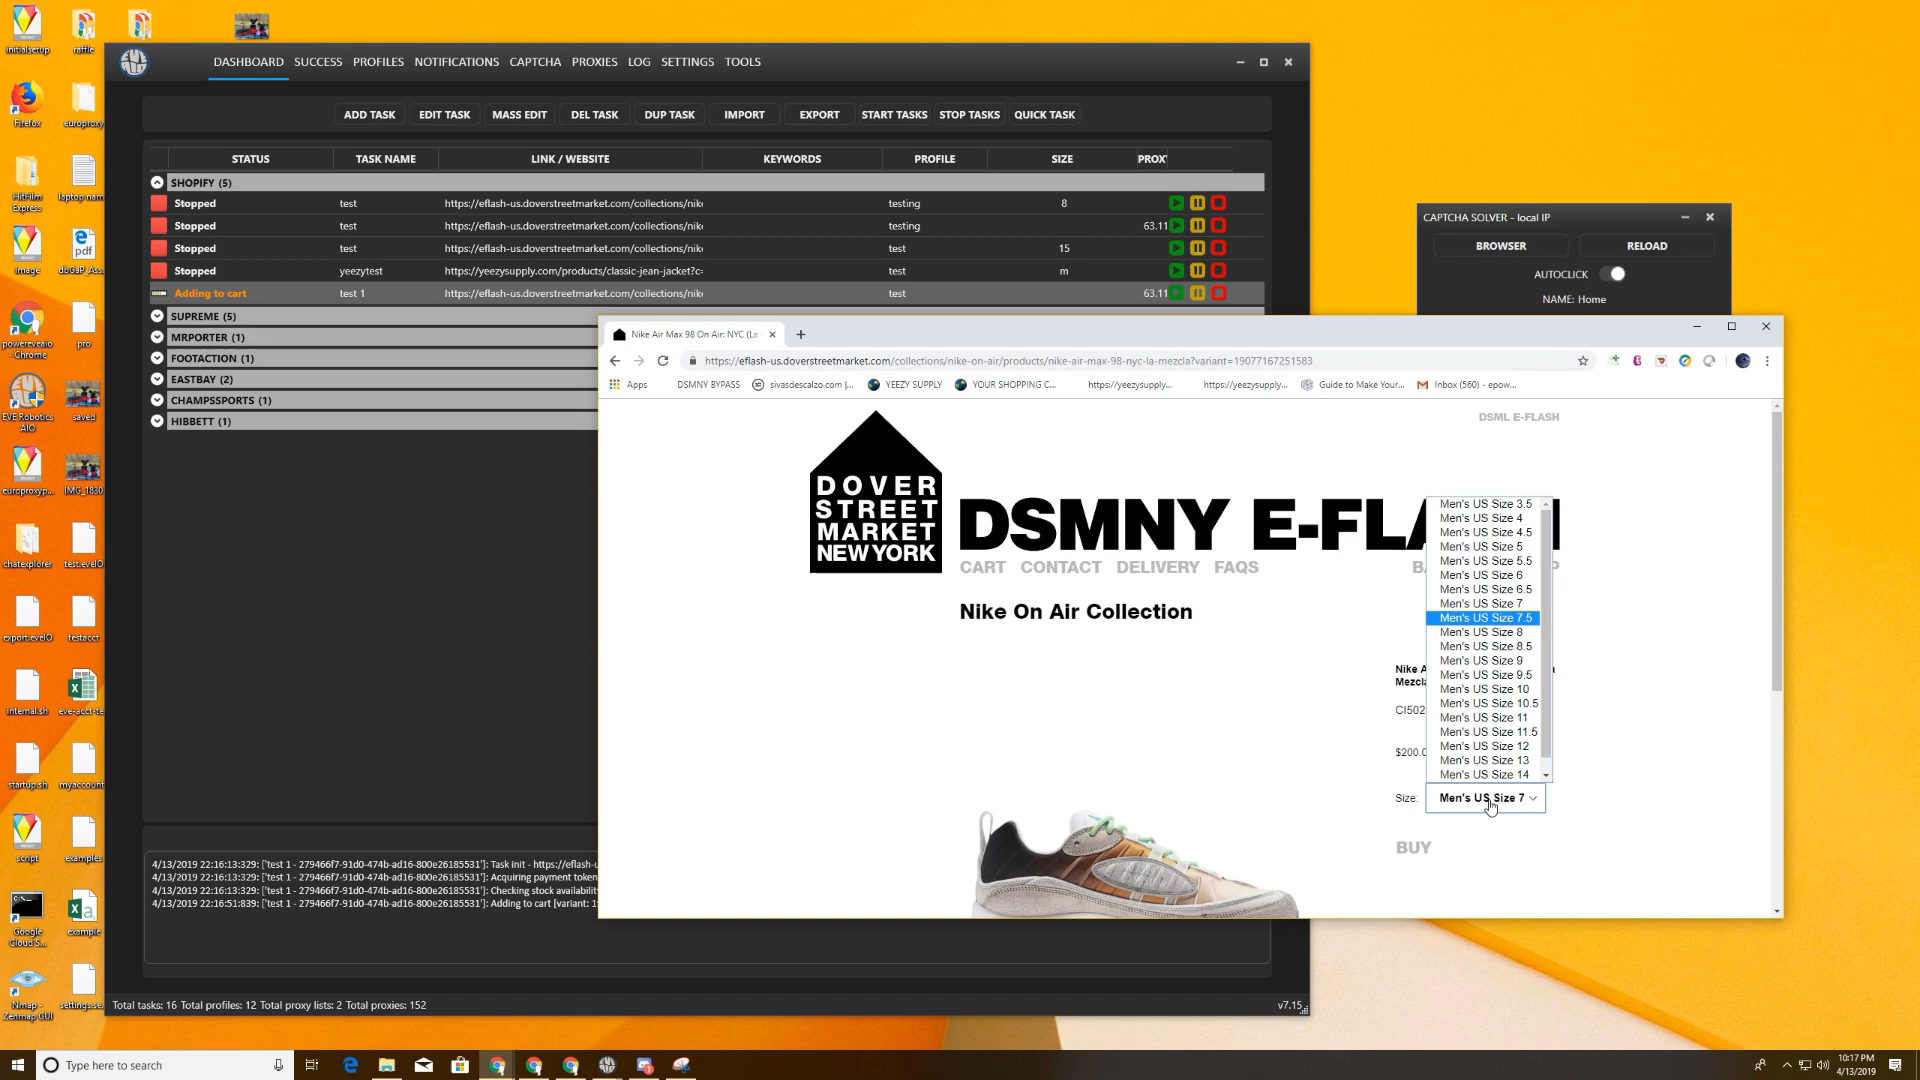 initialsetup
raffle
Firefox
europroxy
HitFilm Express
laptop nam
image
dbGaP_Ass
powereveaio - Chrome
pro
EVE Robotics AIO
saved
europroxyp...
IMG_1830
chatexplorer
test.evelO
export.evelO
testacct
internal.sh
eve-acct-te
startup.sh
myaccount
script
examples
Google Cloud S...
example
Nmap - Zenmap GUI
settings.se
DASHBOARD SUCCESS PROFILES NOTIFICATIONS CAPTCHA PROXIES LOG SETTINGS TOOLS
ADD TASK EDIT TASK MASS EDIT DEL TASK DUP TASK IMPORT EXPORT START TASKS STOP TASKS QUICK TASK
STATUS TASK NAME LINK / WEBSITE KEYWORDS PROFILE SIZE PROXY
SHOPIFY (5)
Stopped test https://eflash-us.doverstreetmarket.com/collections/nike testing 8
Stopped test https://eflash-us.doverstreetmarket.com/collections/nike testing 63.11
Stopped test https://eflash-us.doverstreetmarket.com/collections/nike test 15
Stopped yeezytest https://yeezysupply.com/products/classic-jean-jacket?c= test m
Adding to cart test 1 https://eflash-us.doverstreetmarket.com/collections/nike test 63.11
SUPREME (5)
MRPORTER (1)
FOOTACTION (1)
EASTBAY (2)
CHAMPSSPORTS (1)
HIBBETT (1)
4/13/2019 22:16:13:329: ['test 1 - 279466f7-91d0-474b-ad16-800e26185531']: Task init - https://eflash-u
4/13/2019 22:16:13:329: ['test 1 - 279466f7-91d0-474b-ad16-800e26185531']: Acquiring payment token
4/13/2019 22:16:13:329: ['test 1 - 279466f7-91d0-474b-ad16-800e26185531']: Checking stock availability
4/13/2019 22:16:51:839: ['test 1 - 279466f7-91d0-474b-ad16-800e26185531']: Adding to cart [variant: 1
Total tasks: 16 Total profiles: 12 Total proxy lists: 2 Total proxies: 152
v7.15
CAPTCHA SOLVER - local IP
BROWSER RELOAD
AUTOCLICK
NAME: Home
Nike Air Max 98 On Air: NYC (La
https://eflash-us.doverstreetmarket.com/collections/nike-on-air/products/nike-air-max-98-nyc-la-mezcla?variant=19077167251583
Apps DSMNY BYPASS sivasdescalzo.com |... YEEZY SUPPLY YOUR SHOPPING C... https://yeezysupply... https://yeezysupply... Guide to Make Your... Inbox (560) - epow...
DSML E-FLASH
DOVER
STREET
MARKET
NEW YORK
DSMNY E-FLA
CART CONTACT DELIVERY FAQS
Nike On Air Collection
Nike A
Mezcla
CI502
$200.0
Men's US Size 3.5
Men's US Size 4
Men's US Size 4.5
Men's US Size 5
Men's US Size 5.5
Men's US Size 6
Men's US Size 6.5
Men's US Size 7
Men's US Size 7.5
Men's US Size 8
Men's US Size 8.5
Men's US Size 9
Men's US Size 9.5
Men's US Size 10
Men's US Size 10.5
Men's US Size 11
Men's US Size 11.5
Men's US Size 12
Men's US Size 13
Men's US Size 14
Size: Men's US Size 7
BUY
Type here to search
10:17 PM
4/13/2019